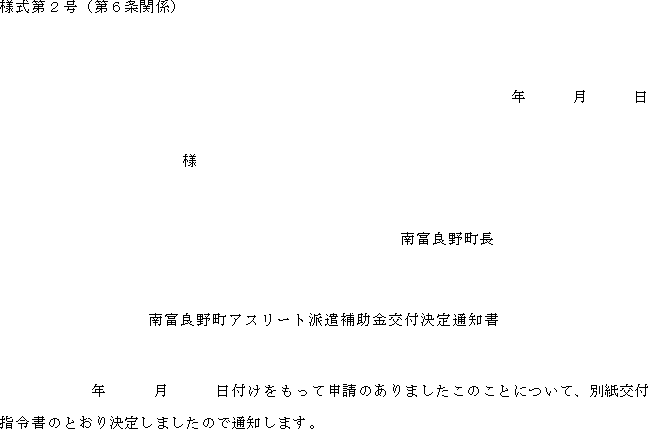 様式第２号（第６条関係）
年　　　月　　　日
様
南富良野町長
南富良野町アスリート派遣補助金交付決定通知書
年　　　月　　　日付けをもって申請のありましたこのことについて、別紙交付
指令書のとおり決定しましたので通知します。